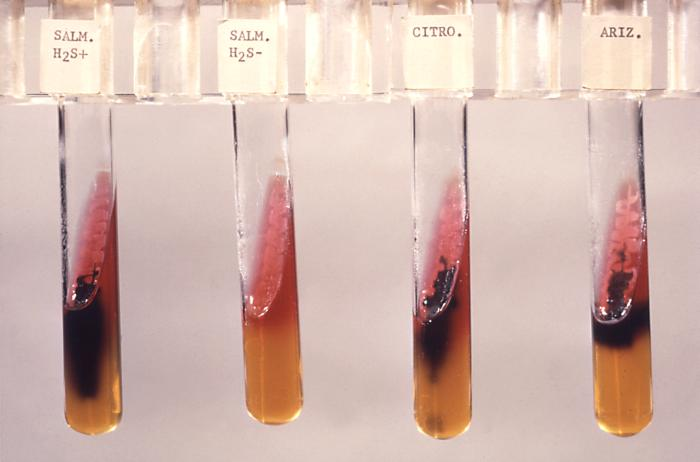 SALM.
H2S+
SALM.
H2S-
CITRO.
ARIZ.